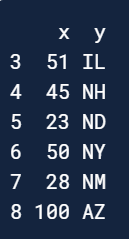 x y
3 51 IL
4 45 NH
5 23 ND
6 50 NY
7 28 NM
8 100 AZ